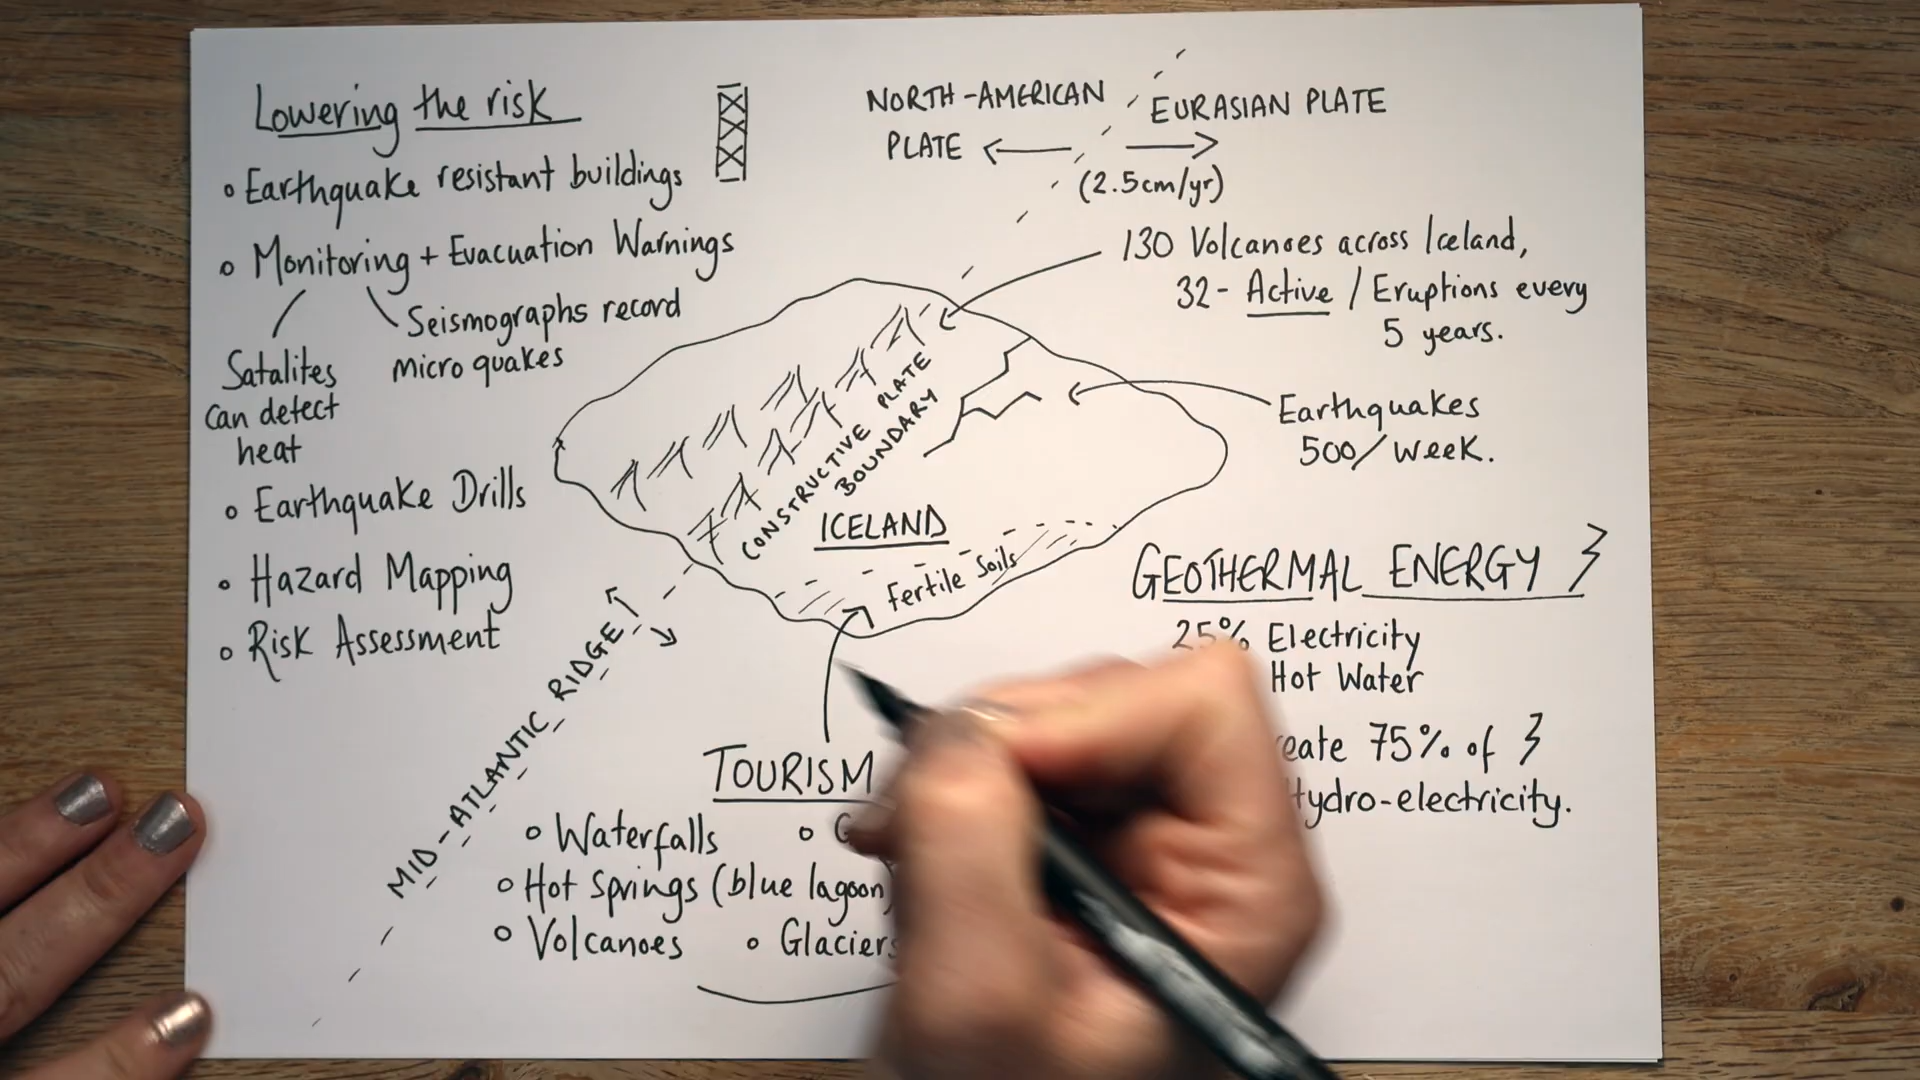 Lowering the risk
Earthquake resistant buildings
Monitoring + Evacuation Warnings
Seismographs record
micro quakes
Satalites
can detect
heat
Earthquake Drills
Hazard Mapping
Risk Assessment
NORTH-AMERICAN
PLATE
EURASIAN PLATE
(2.5cm/yr)
130 Volcanoes across Iceland,
32- Active / Eruptions every
5 years.
Earthquakes
500/week.
CONSTRUCTIVE PLATE
BOUNDARY
ICELAND
Fertile Soils
MID-ATLANTIC RIDGE
GEOTHERMAL ENERGY
25% Electricity
Hot Water
75% of
Hydro-electricity.
TOURISM
Waterfalls
Hot Springs (blue lagoon)
Volcanoes
Glaciers